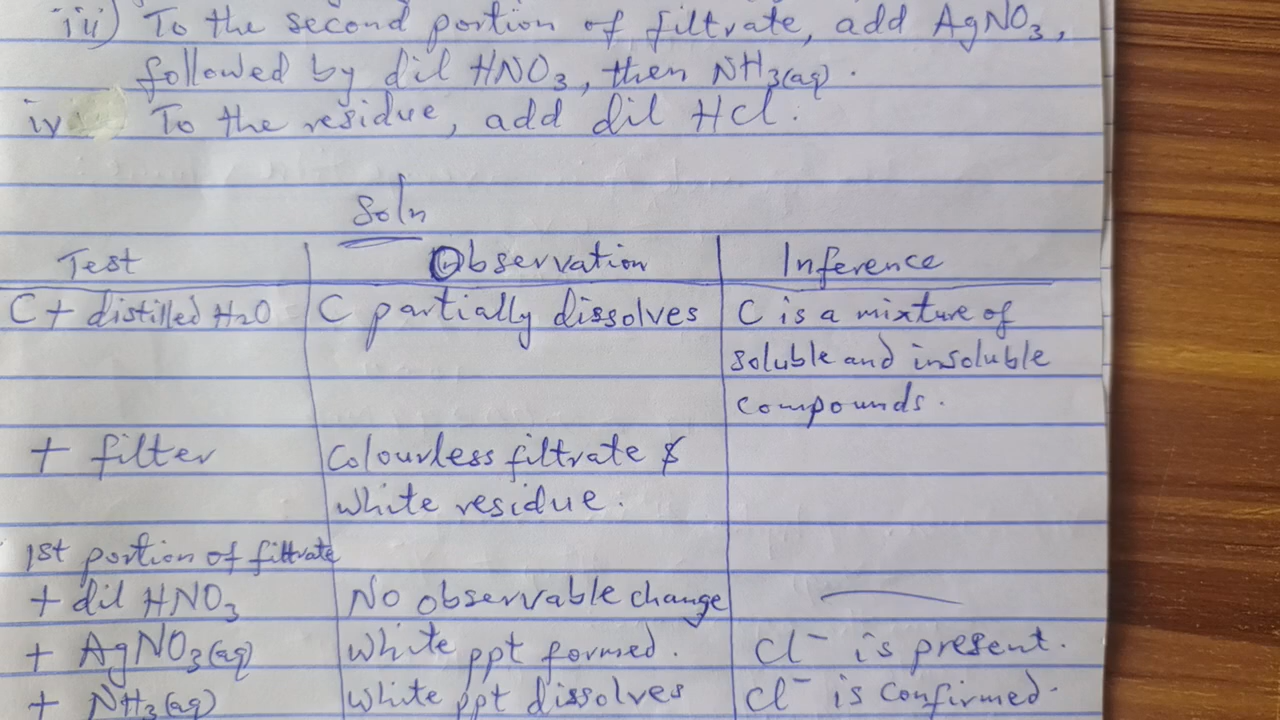 iii) To the second portion of filtrate, add AgNO3,
followed by dil HNO3, then NH3(aq).
iv To the residue, add dil HCl.
Soln
Test Observation Inference
C + distilled H2O C partially dissolves C is a mixture of
soluble and insoluble
compounds.
+ filter Colourless filtrate &
white residue.
1st portion of filtrate
+ dil HNO3 No observable change —
+ AgNO3(aq) White ppt formed. Cl⁻ is present.
+ NH3(aq) White ppt dissolves Cl⁻ is confirmed.